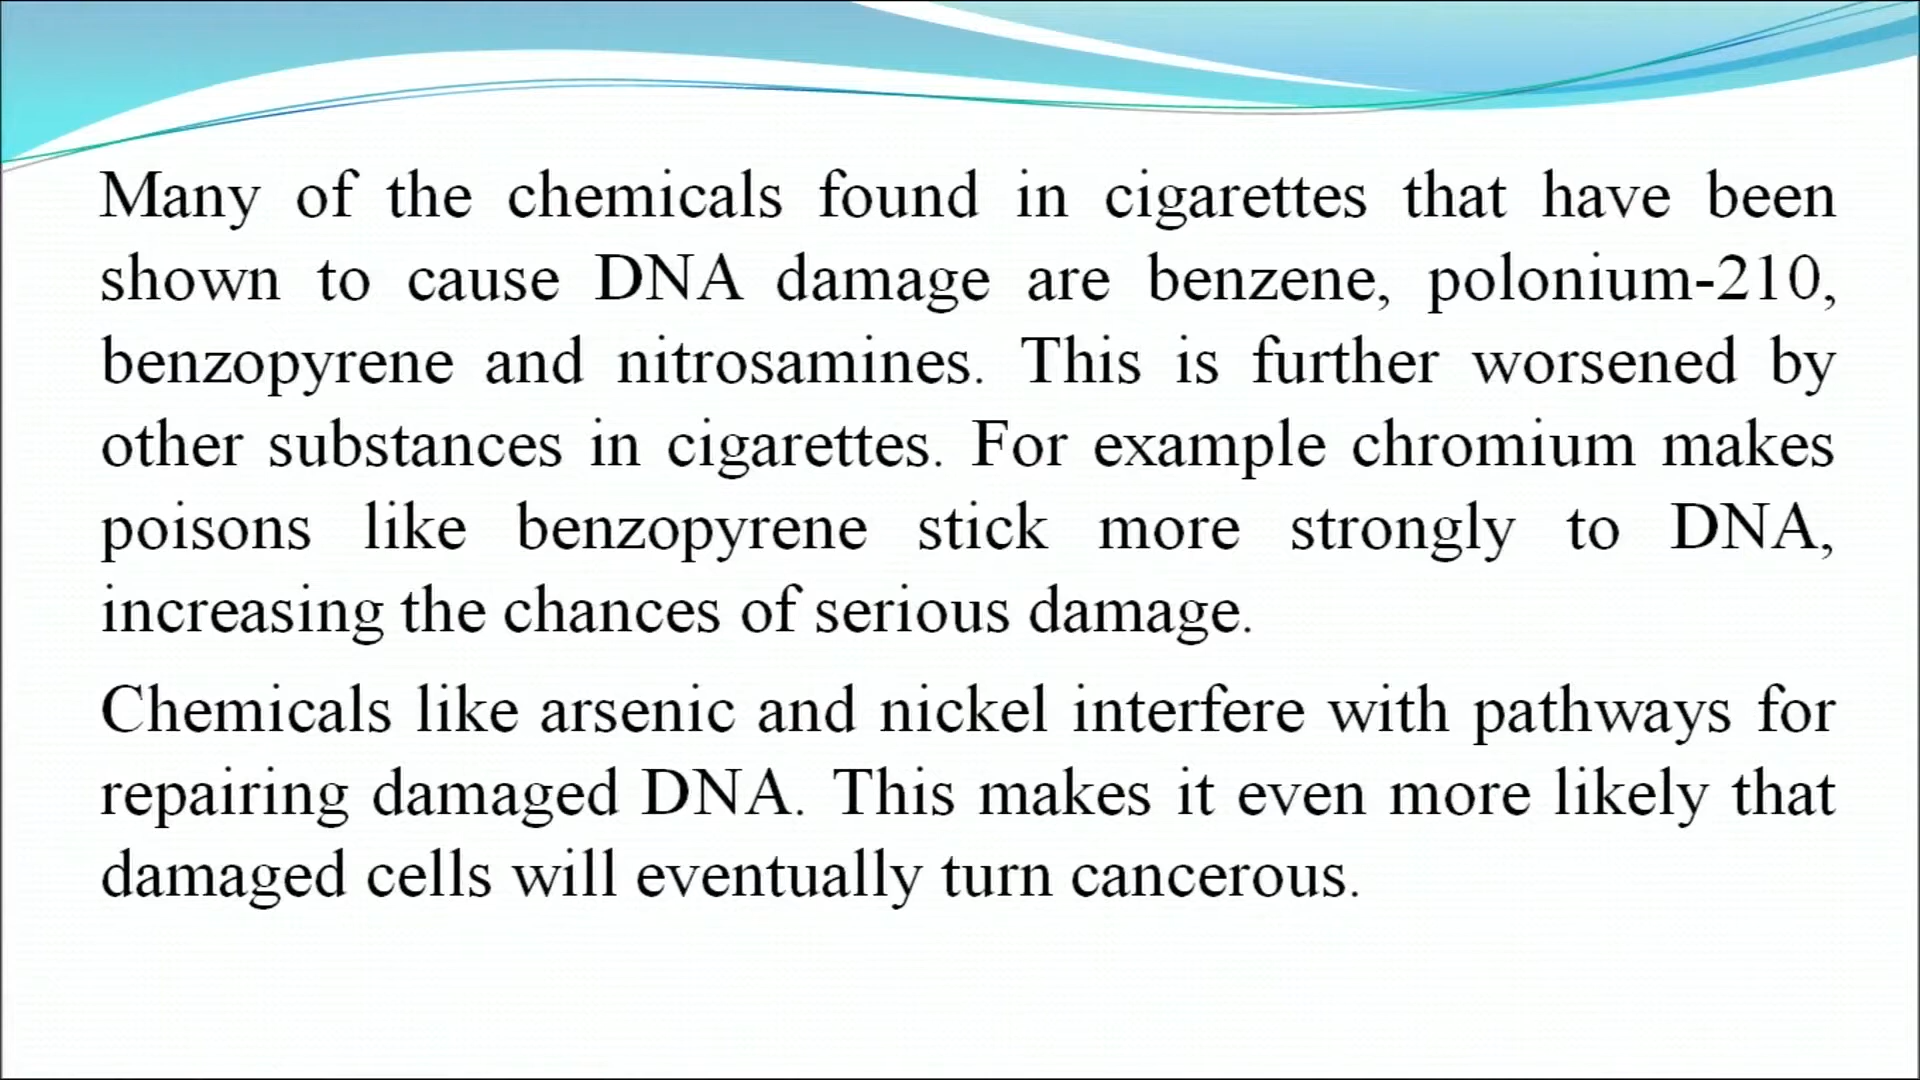 Many of the chemicals found in cigarettes that have been
shown to cause DNA damage are benzene, polonium-210,
benzopyrene and nitrosamines. This is further worsened by
other substances in cigarettes. For example chromium makes
poisons like benzopyrene stick more strongly to DNA,
increasing the chances of serious damage.
Chemicals like arsenic and nickel interfere with pathways for
repairing damaged DNA. This makes it even more likely that
damaged cells will eventually turn cancerous.